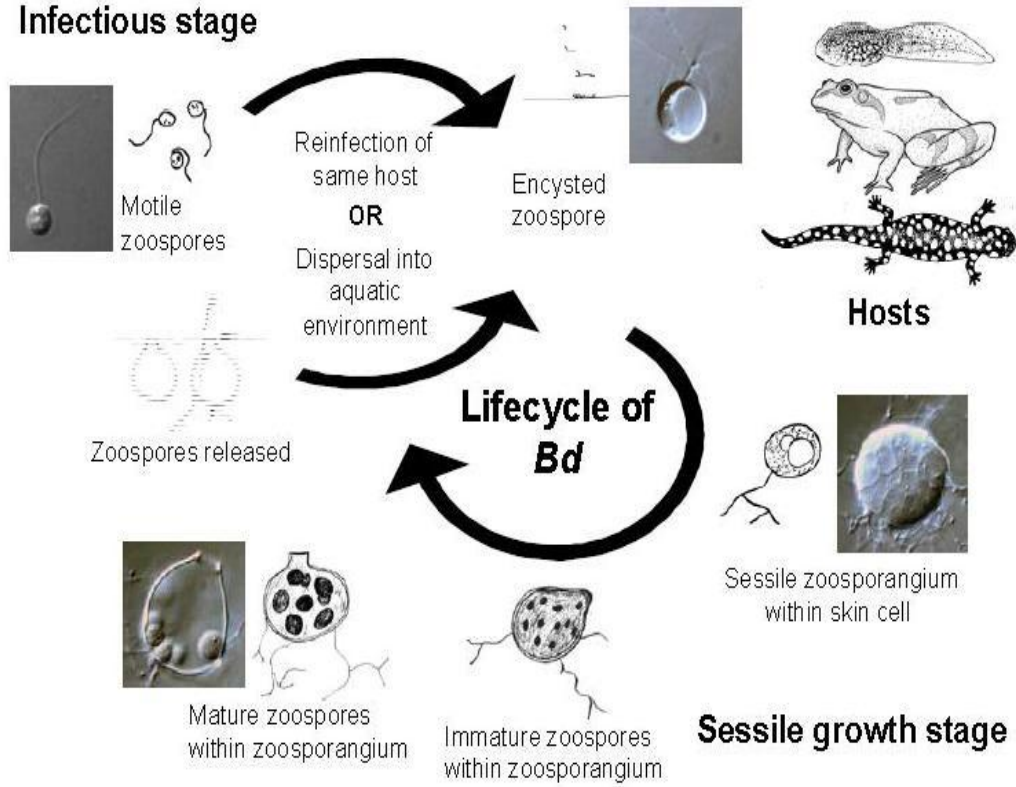 Infectious stage
Motile
zoospores
Reinfection of
same host
OR
Dispersal into
aquatic
environment
Encysted
zoospore
Hosts
Zoospores released
Lifecycle of
Bd
Sessile zoosporangium
within skin cell
Mature zoospores
within zoosporangium
Immature zoospores
within zoosporangium
Sessile growth stage